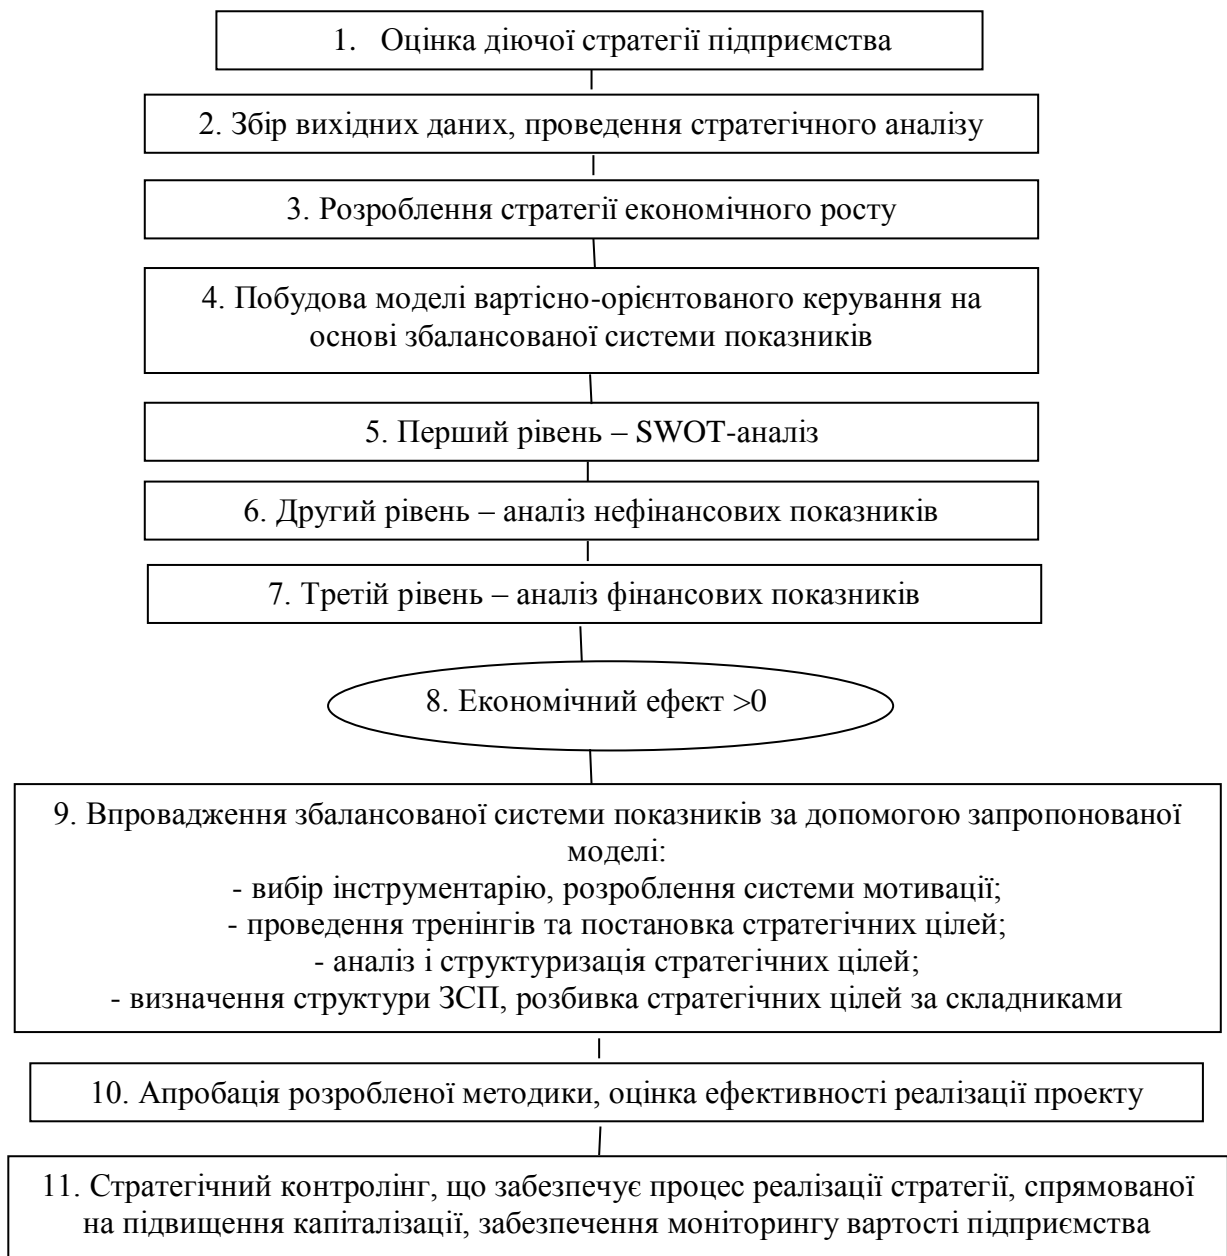 1. Оцінка діючої стратегії підприємства
2. Збір вихідних даних, проведення стратегічного аналізу
3. Розроблення стратегії економічного росту
4. Побудова моделі вартісно-орієнтованого керування на
основі збалансованої системи показників
5. Перший рівень – SWOT-аналіз
6. Другий рівень – аналіз нефінансових показників
7. Третій рівень – аналіз фінансових показників
8. Економічний ефект >0
9. Впровадження збалансованої системи показників за допомогою запропонованої
моделі:
- вибір інструментарію, розроблення системи мотивації;
- проведення тренінгів та постановка стратегічних цілей;
- аналіз і структуризація стратегічних цілей;
- визначення структури ЗСП, розбивка стратегічних цілей за складниками
10. Апробація розробленої методики, оцінка ефективності реалізації проекту
11. Стратегічний контролінг, що забезпечує процес реалізації стратегії, спрямованої
на підвищення капіталізації, забезпечення моніторингу вартості підприємства